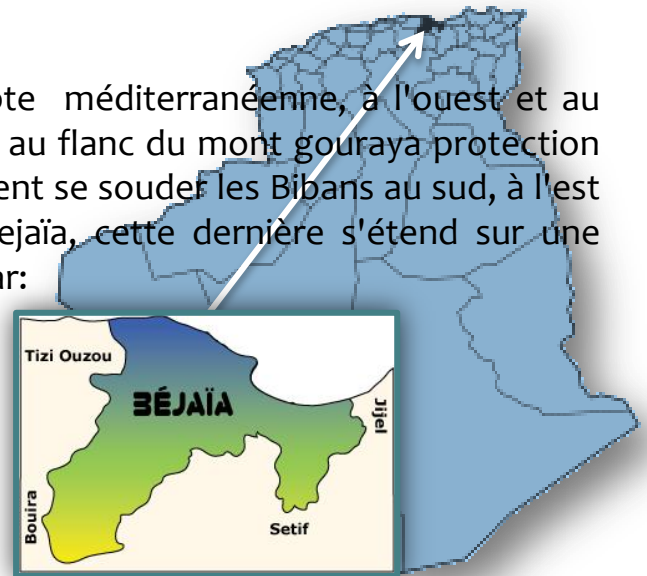 ote méditerranéenne, à l'ouest et au
au flanc du mont gouraya protection
ent se souder les Bibans au sud, à l'est
ejaïa, cette dernière s'étend sur une
ar:
Tizi Ouzou
BÉJAÏA
Jijel
Bouira
Setif